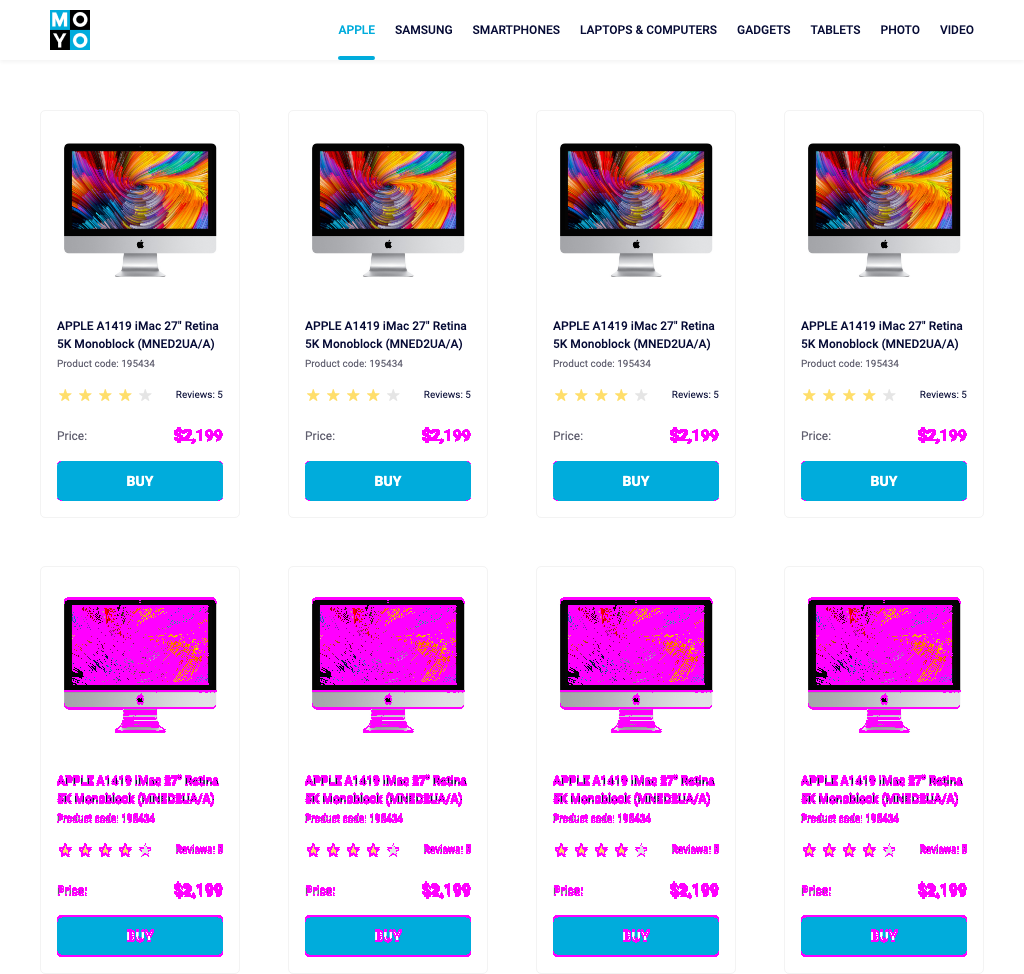 MO
YO
APPLE SAMSUNG SMARTPHONES LAPTOPS & COMPUTERS GADGETS TABLETS PHOTO VIDEO
APPLE A1419 iMac 27" Retina
5K Monoblock (MNED2UA/A)
Product code: 195434
Reviews: 5
Price: $2,199
BUY
APPLE A1419 iMac 27" Retina
5K Monoblock (MNED2UA/A)
Product code: 195434
Reviews: 5
Price: $2,199
BUY
APPLE A1419 iMac 27" Retina
5K Monoblock (MNED2UA/A)
Product code: 195434
Reviews: 5
Price: $2,199
BUY
APPLE A1419 iMac 27" Retina
5K Monoblock (MNED2UA/A)
Product code: 195434
Reviews: 5
Price: $2,199
BUY
APPLE A1419 iMac 27" Retina
5K Monoblock (MNED2UA/A)
Product code: 195434
Reviews: 5
Price: $2,199
BUY
APPLE A1419 iMac 27" Retina
5K Monoblock (MNED2UA/A)
Product code: 195434
Reviews: 5
Price: $2,199
BUY
APPLE A1419 iMac 27" Retina
5K Monoblock (MNED2UA/A)
Product code: 195434
Reviews: 5
Price: $2,199
BUY
APPLE A1419 iMac 27" Retina
5K Monoblock (MNED2UA/A)
Product code: 195434
Reviews: 5
Price: $2,199
BUY